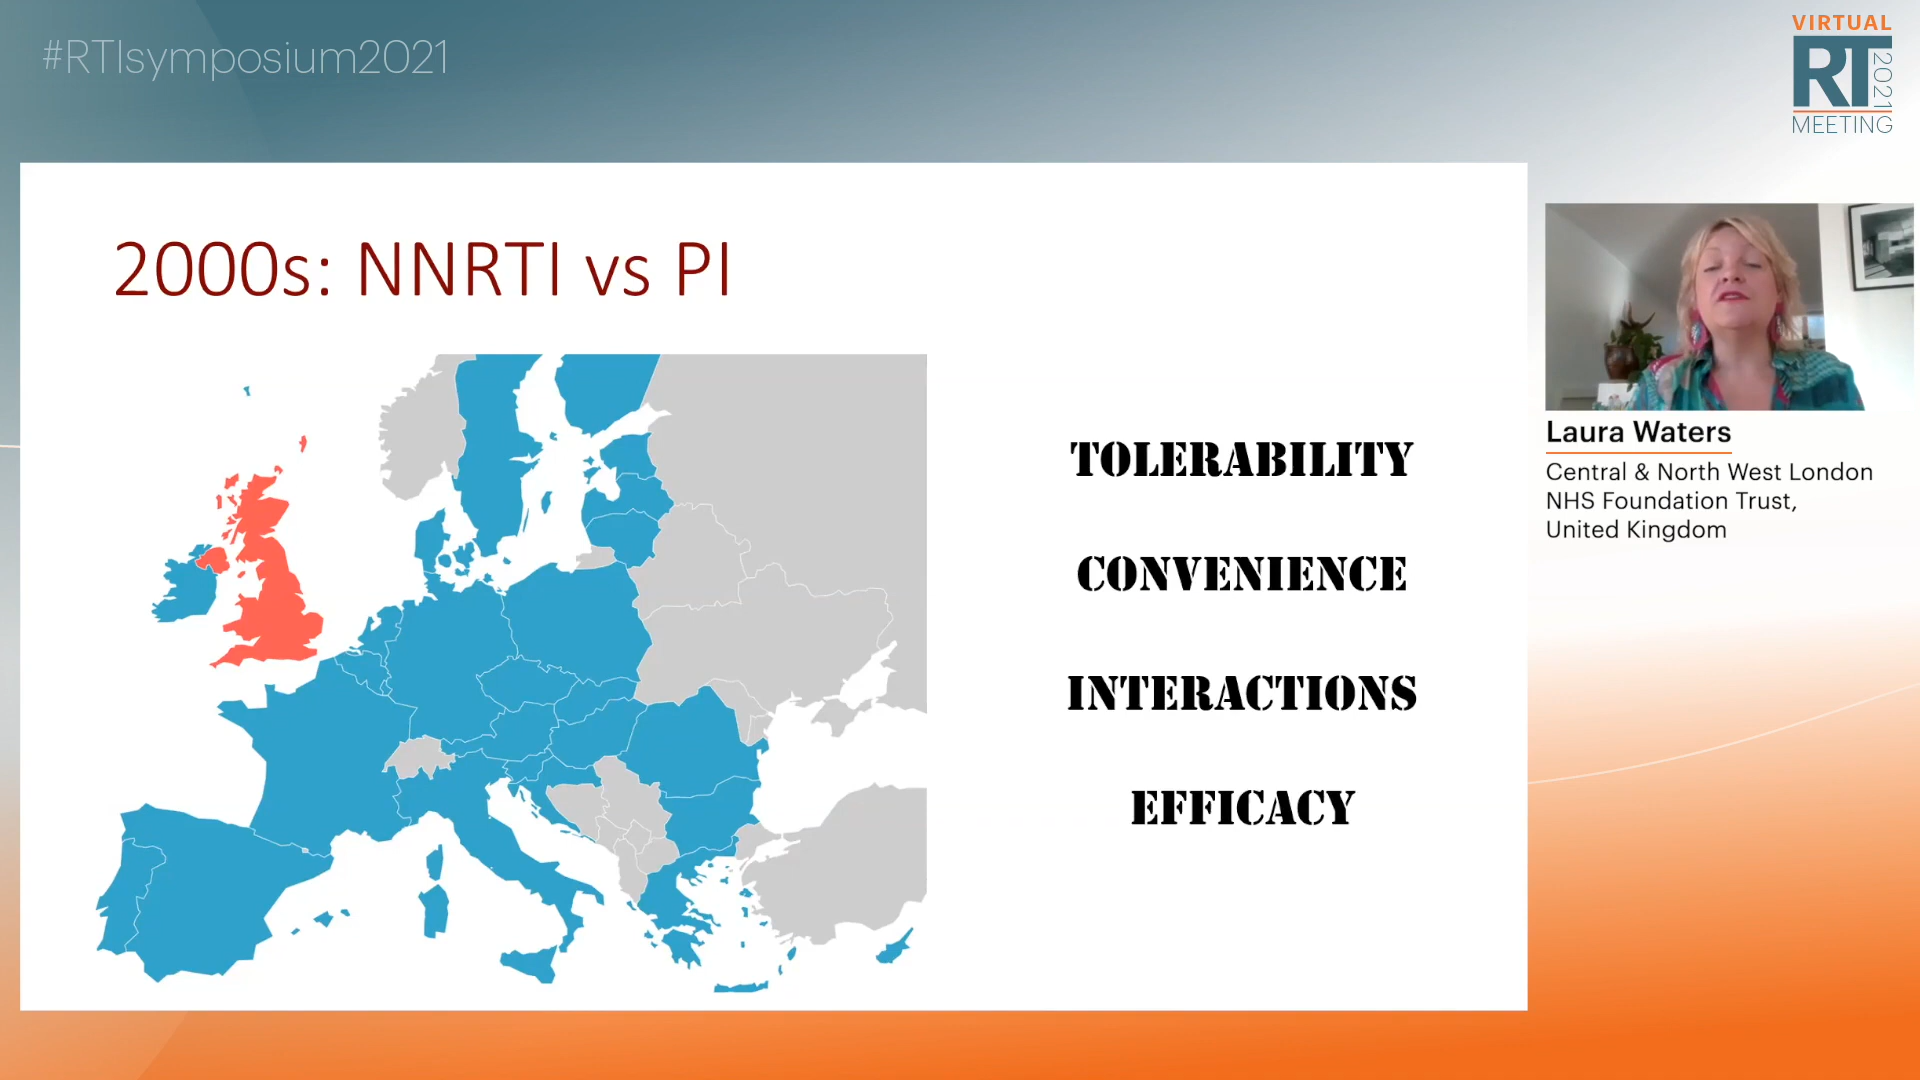 #RTIsymposium2021
VIRTUAL
RT
2021
MEETING
2000s: NNRTI vs PI
TOLERABILITY
CONVENIENCE
INTERACTIONS
EFFICACY
Laura Waters
Central & North West London
NHS Foundation Trust,
United Kingdom